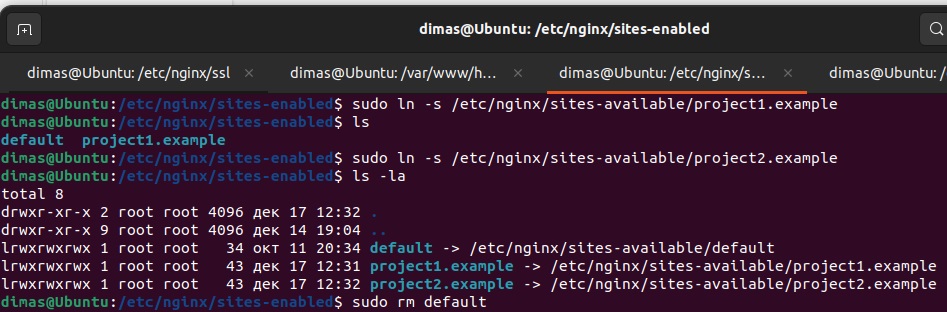 dimas@Ubuntu: /etc/nginx/sites-enabled
dimas@Ubuntu: /etc/nginx/ssl × dimas@Ubuntu: /var/www/h... × dimas@Ubuntu: /etc/nginx/s... × dimas@Ubuntu: /
dimas@Ubuntu:/etc/nginx/sites-enabled$ sudo ln -s /etc/nginx/sites-available/project1.example
dimas@Ubuntu:/etc/nginx/sites-enabled$ ls
default  project1.example
dimas@Ubuntu:/etc/nginx/sites-enabled$ sudo ln -s /etc/nginx/sites-available/project2.example
dimas@Ubuntu:/etc/nginx/sites-enabled$ ls -la
total 8
drwxr-xr-x 2 root root 4096 дек 17 12:32 .
drwxr-xr-x 9 root root 4096 дек 14 19:04 ..
lrwxrwxrwx 1 root root   34 окт 11 20:34 default -> /etc/nginx/sites-available/default
lrwxrwxrwx 1 root root   43 дек 17 12:31 project1.example -> /etc/nginx/sites-available/project1.example
lrwxrwxrwx 1 root root   43 дек 17 12:32 project2.example -> /etc/nginx/sites-available/project2.example
dimas@Ubuntu:/etc/nginx/sites-enabled$ sudo rm default